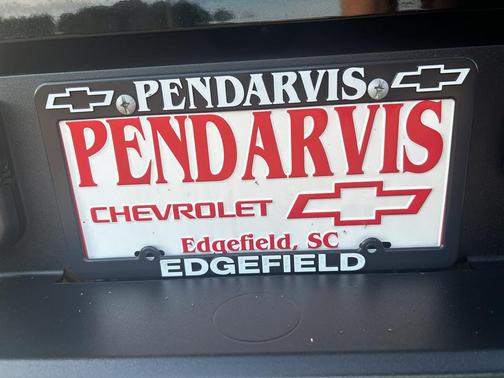 PENDARVIS
PENDARVIS
CHEVROLET
Edgefield, SC
EDGEFIELD